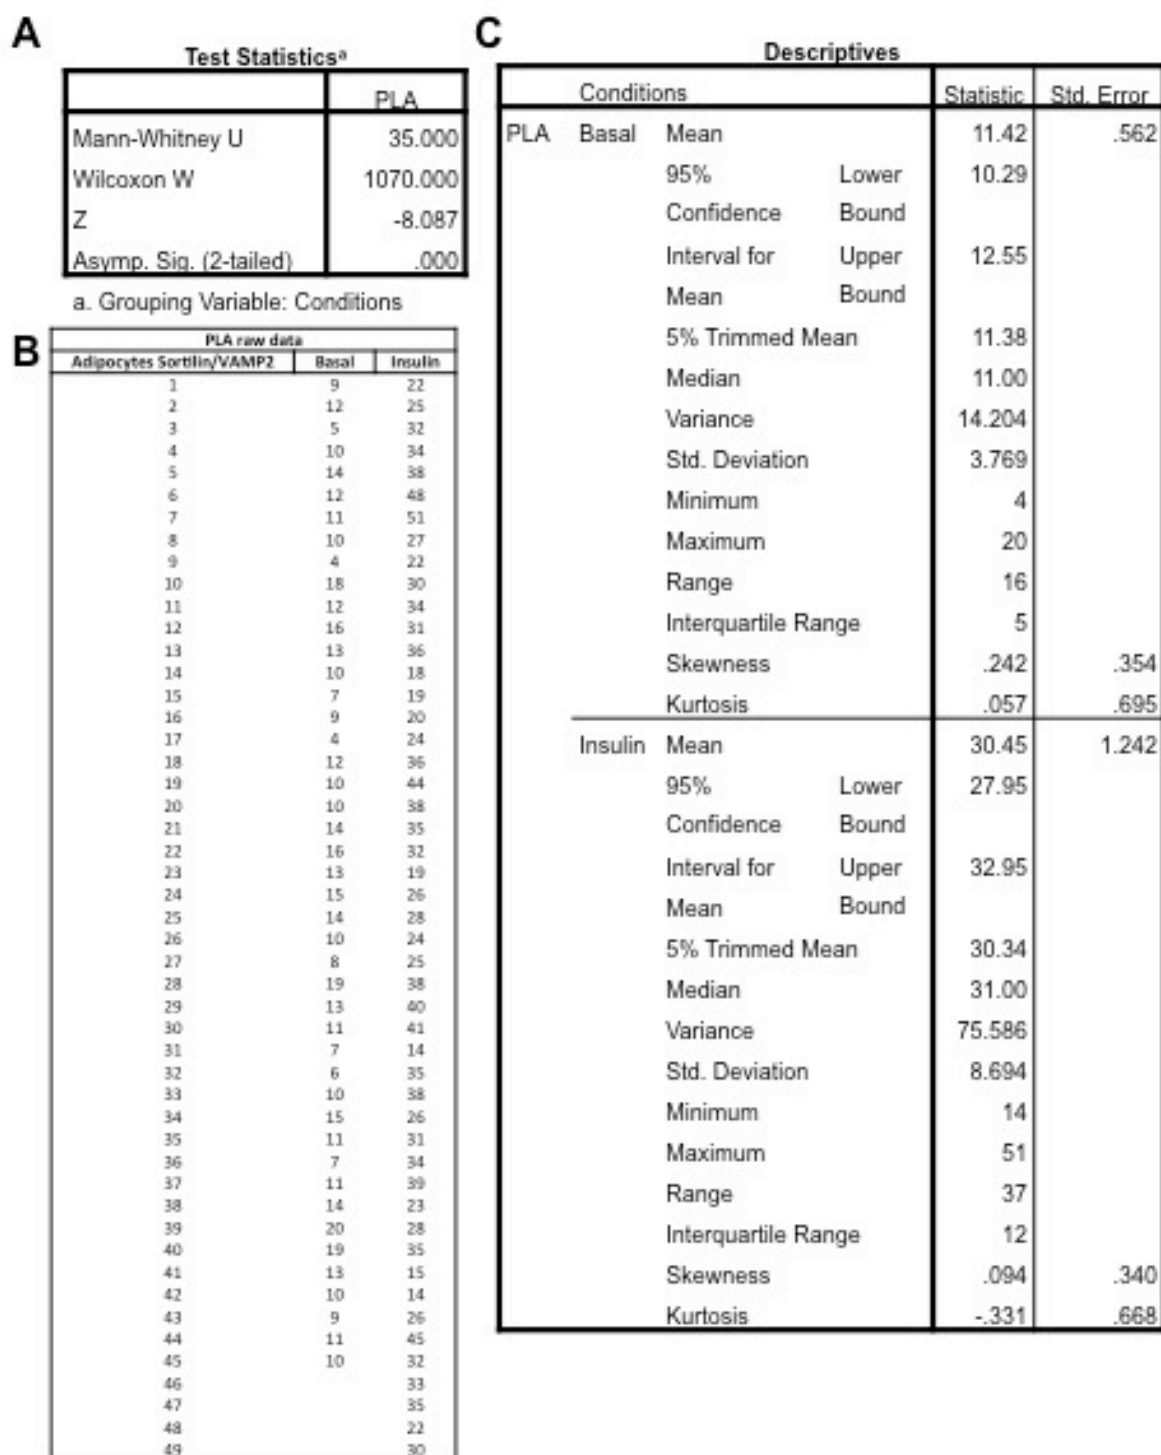 A
Test Statisticsᵃ
PLA
Mann-Whitney U 35.000
Wilcoxon W 1070.000
Z -8.087
Asymp. Sig. (2-tailed) .000
a. Grouping Variable: Conditions
B
PLA raw data
Adipocytes Sortilin/VAMP2 Basal Insulin
1 9 22
2 12 25
3 5 32
4 10 34
5 14 38
6 12 48
7 11 51
8 10 27
9 4 22
10 18 30
11 12 34
12 16 31
13 13 36
14 10 18
15 7 19
16 9 20
17 4 24
18 12 36
19 10 44
20 10 38
21 14 35
22 16 32
23 13 19
24 15 26
25 14 28
26 10 24
27 8 25
28 19 38
29 13 40
30 11 41
31 7 14
32 6 35
33 10 38
34 15 26
35 11 31
36 7 34
37 11 39
38 14 23
39 20 28
40 19 35
41 13 15
42 10 14
43 9 26
44 11 45
45 10 32
46 33
47 35
48 22
49 30
C
Descriptives
Conditions Statistic Std. Error
PLA Basal Mean 11.42 .562
95% Lower 10.29
Confidence Bound
Interval for Upper 12.55
Mean Bound
5% Trimmed Mean 11.38
Median 11.00
Variance 14.204
Std. Deviation 3.769
Minimum 4
Maximum 20
Range 16
Interquartile Range 5
Skewness .242 .354
Kurtosis .057 .695
Insulin Mean 30.45 1.242
95% Lower 27.95
Confidence Bound
Interval for Upper 32.95
Mean Bound
5% Trimmed Mean 30.34
Median 31.00
Variance 75.586
Std. Deviation 8.694
Minimum 14
Maximum 51
Range 37
Interquartile Range 12
Skewness .094 .340
Kurtosis -.331 .668